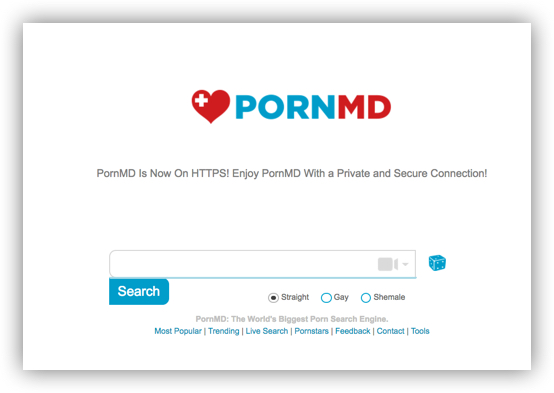 PORNMD
PornMD Is Now On HTTPS! Enjoy PornMD With a Private and Secure Connection!
Search
Straight Gay Shemale
PornMD: The World's Biggest Porn Search Engine.
Most Popular | Trending | Live Search | Pornstars | Feedback | Contact | Tools